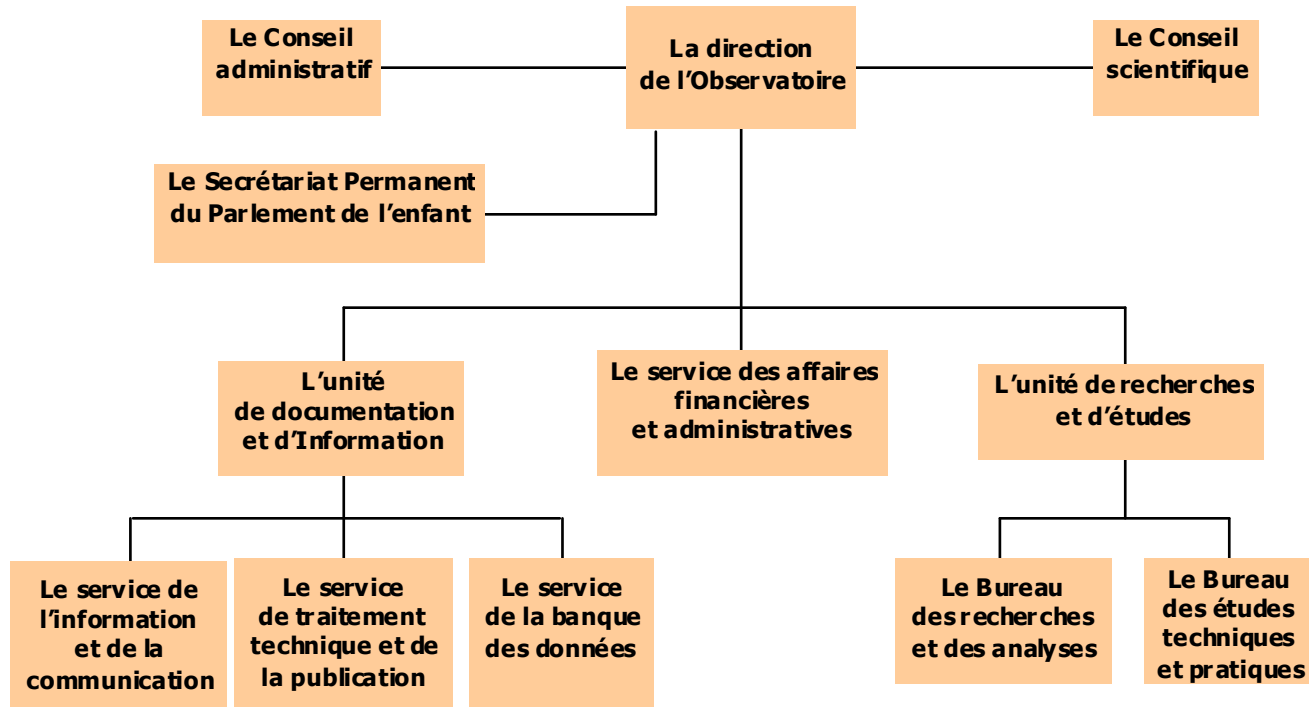 Le Conseil
administratif
La direction
de l’Observatoire
Le Conseil
scientifique
Le Secrétariat Permanent
du Parlement de l’enfant
L’unité
de documentation
et d’Information
Le service des affaires
financières
et administratives
L’unité de recherches
et d’études
Le service de
l’information
et de la
communication
Le service
de traitement
technique et de
la publication
Le service
de la banque
des données
Le Bureau
des recherches
et des analyses
Le Bureau
des études
techniques
et pratiques